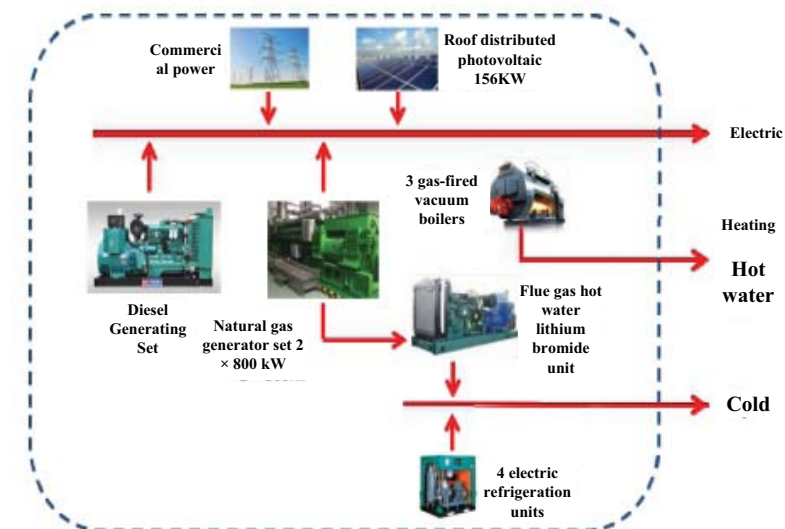 Commerci
al power
Roof distributed
photovoltaic
156KW
Electric
3 gas-fired
vacuum
boilers
Heating
Hot
water
Diesel
Generating
Set
Natural gas
generator set 2
× 800 kW
Flue gas hot
water
lithium
bromide
unit
Cold
4 electric
refrigeration
units